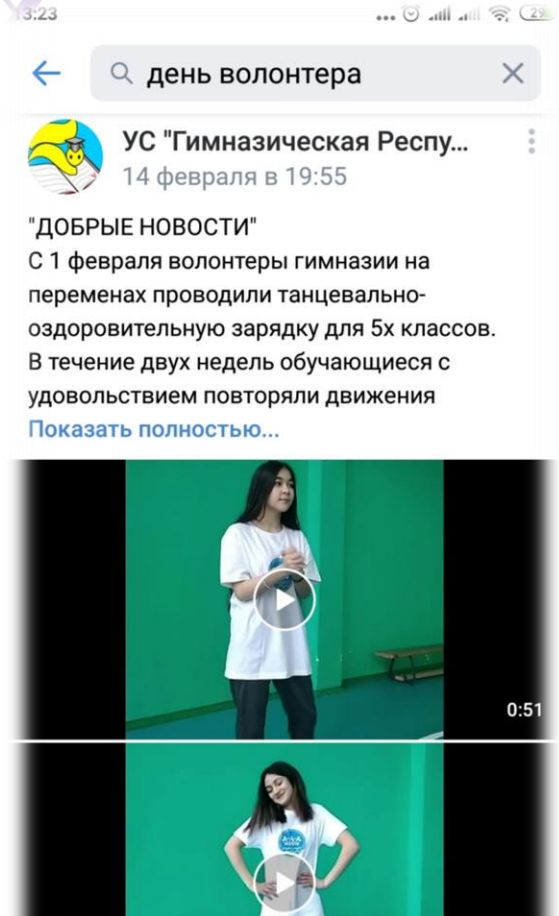 13:23
29
день волонтера
УС "Гимназическая Респу...
14 февраля в 19:55
"ДОБРЫЕ НОВОСТИ"
С 1 февраля волонтеры гимназии на
переменах проводили танцевально-
оздоровительную зарядку для 5х классов.
В течение двух недель обучающиеся с
удовольствием повторяли движения
Показать полностью...
0:51